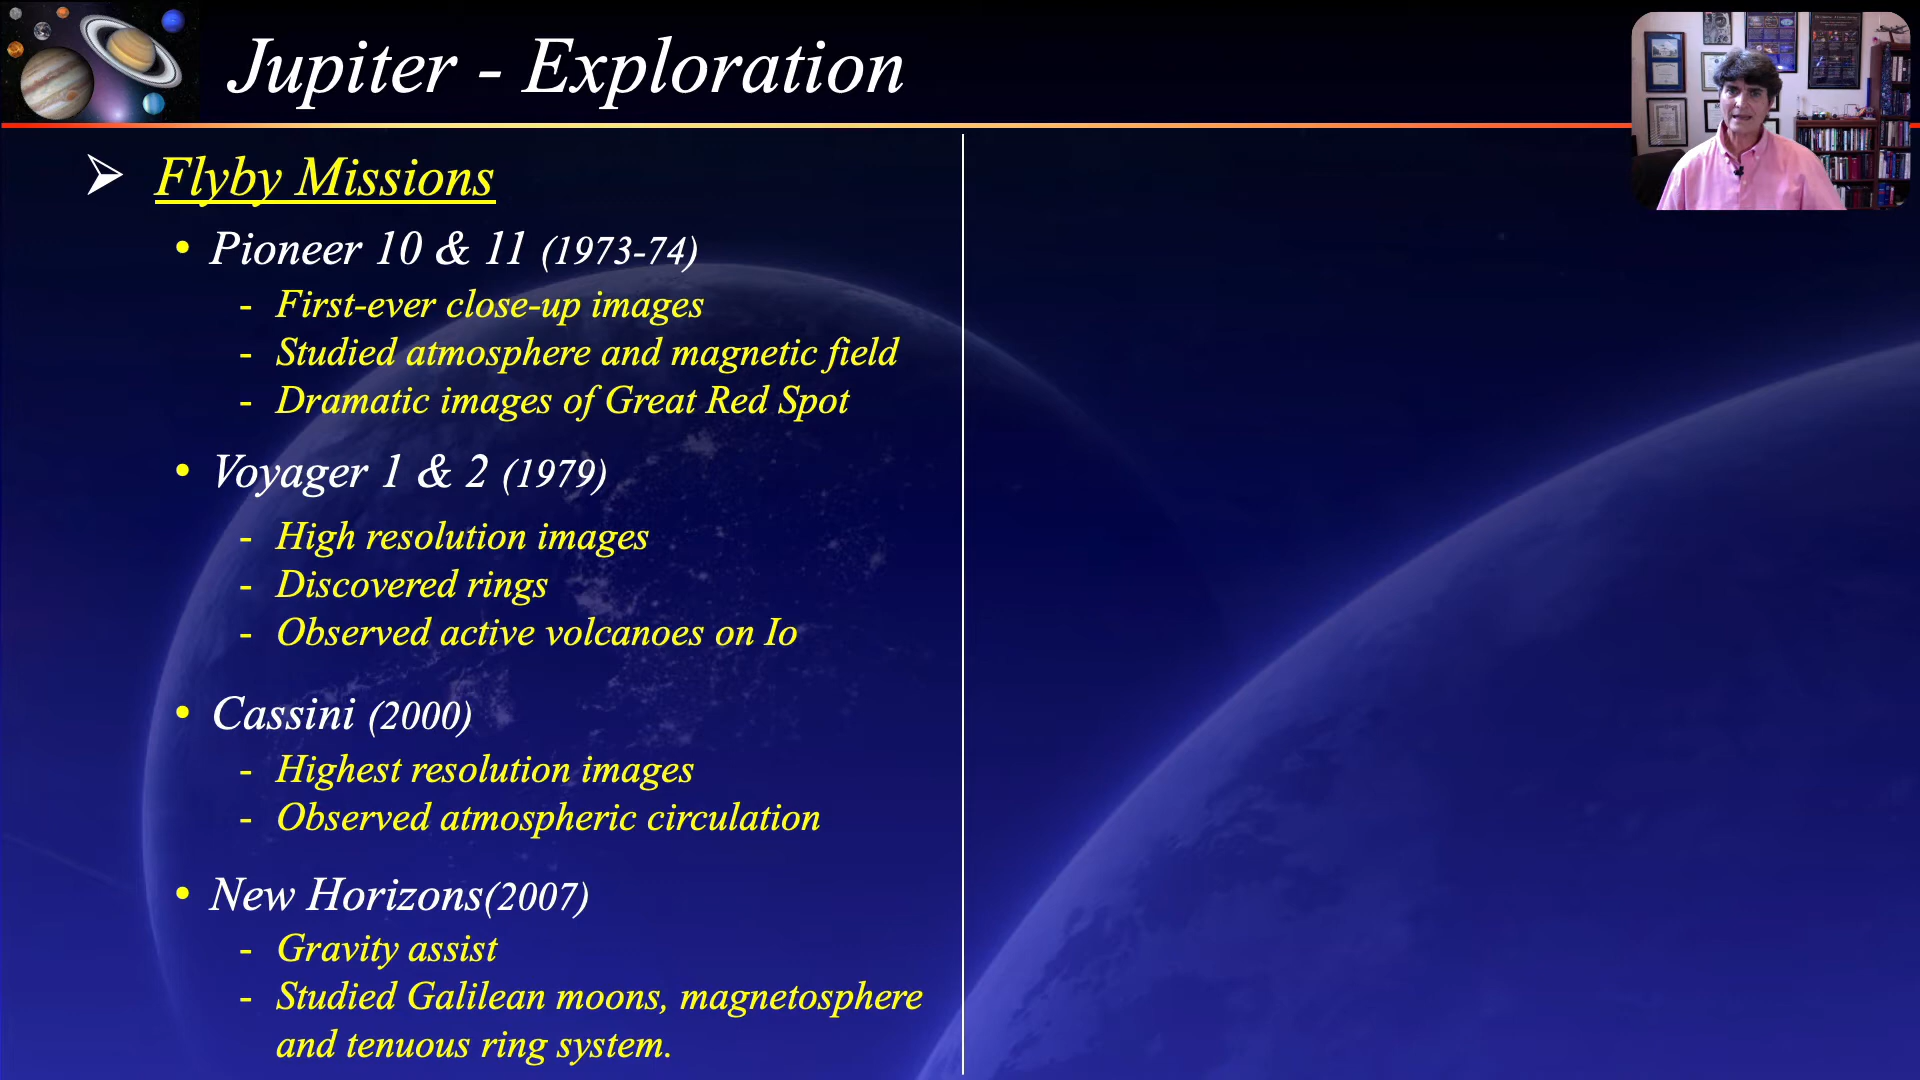 Jupiter - Exploration
Flyby Missions
• Pioneer 10 & 11 (1973-74)
- First-ever close-up images
- Studied atmosphere and magnetic field
- Dramatic images of Great Red Spot
• Voyager 1 & 2 (1979)
- High resolution images
- Discovered rings
- Observed active volcanoes on Io
• Cassini (2000)
- Highest resolution images
- Observed atmospheric circulation
• New Horizons(2007)
- Gravity assist
- Studied Galilean moons, magnetosphere
and tenuous ring system.